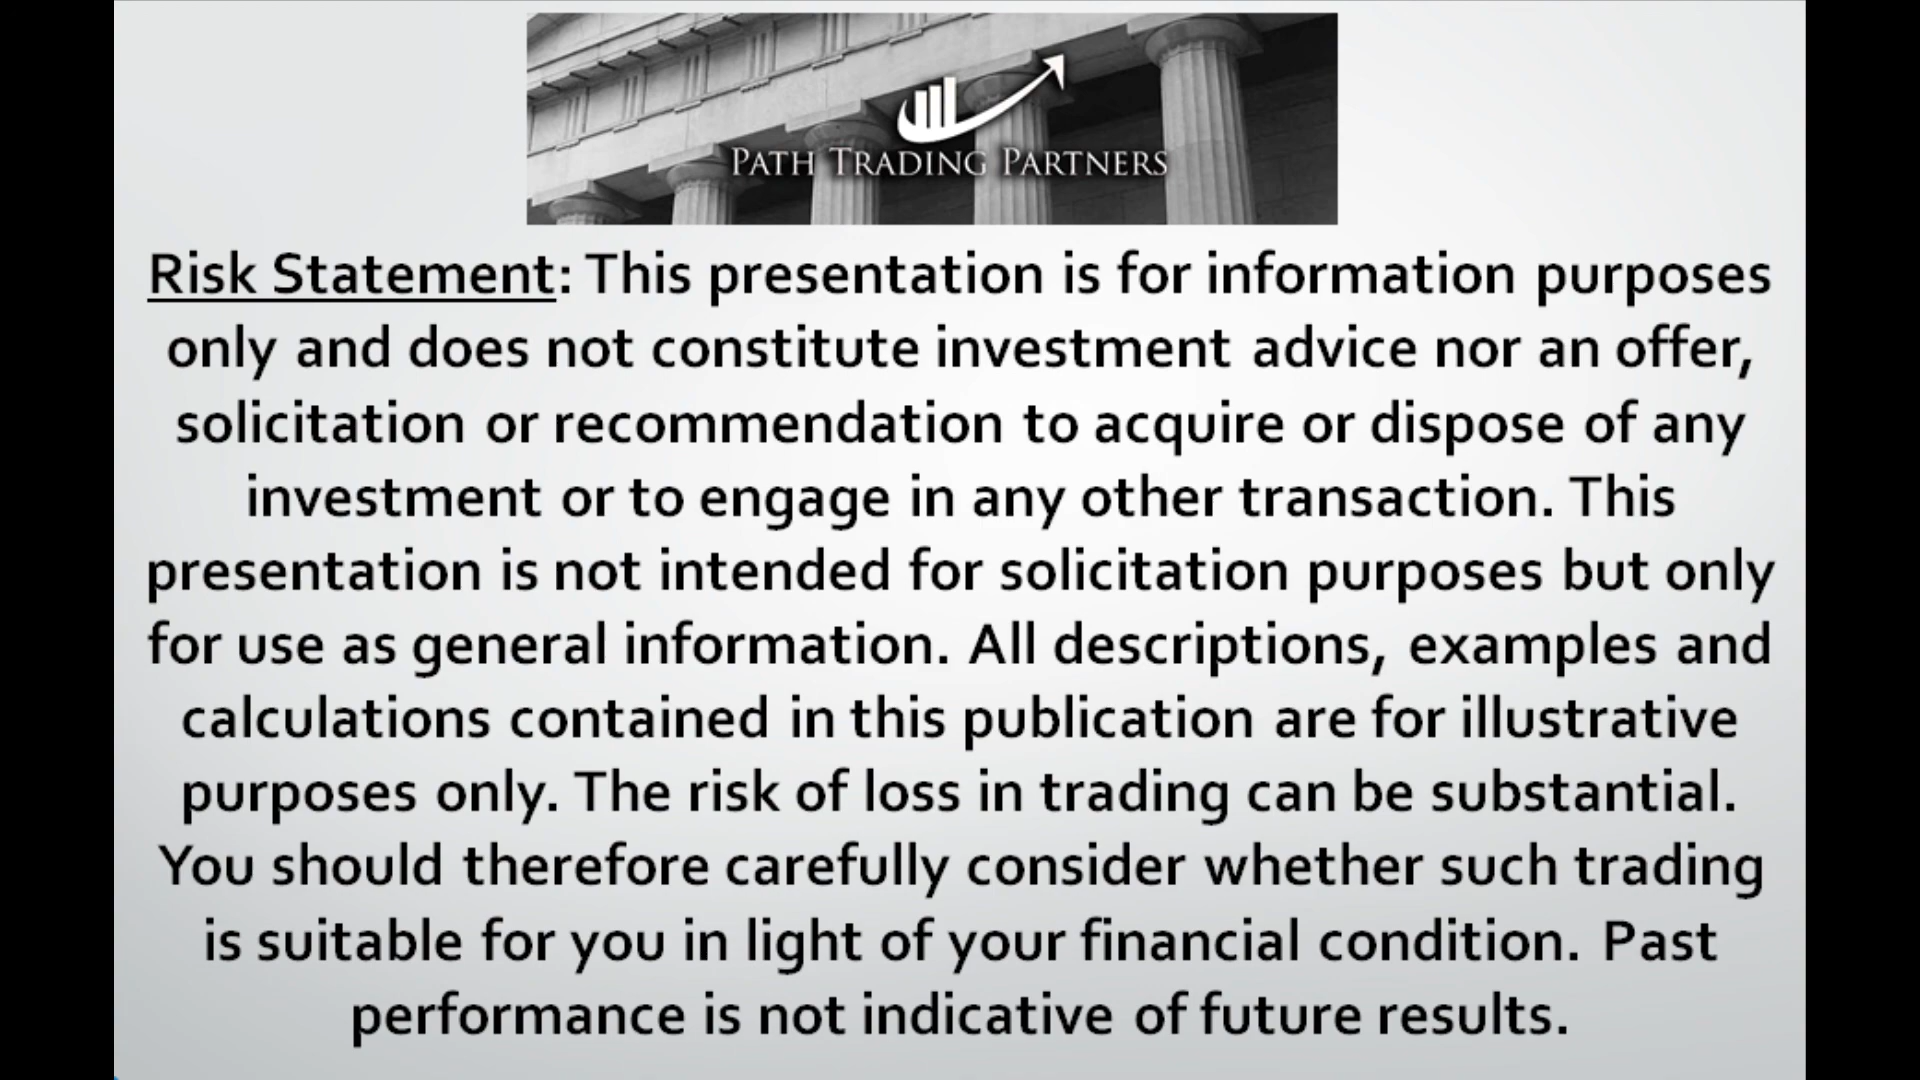 PATH TRADING PARTNERS
Risk Statement: This presentation is for information purposes
only and does not constitute investment advice nor an offer,
solicitation or recommendation to acquire or dispose of any
investment or to engage in any other transaction. This
presentation is not intended for solicitation purposes but only
for use as general information. All descriptions, examples and
calculations contained in this publication are for illustrative
purposes only. The risk of loss in trading can be substantial.
You should therefore carefully consider whether such trading
is suitable for you in light of your financial condition. Past
performance is not indicative of future results.